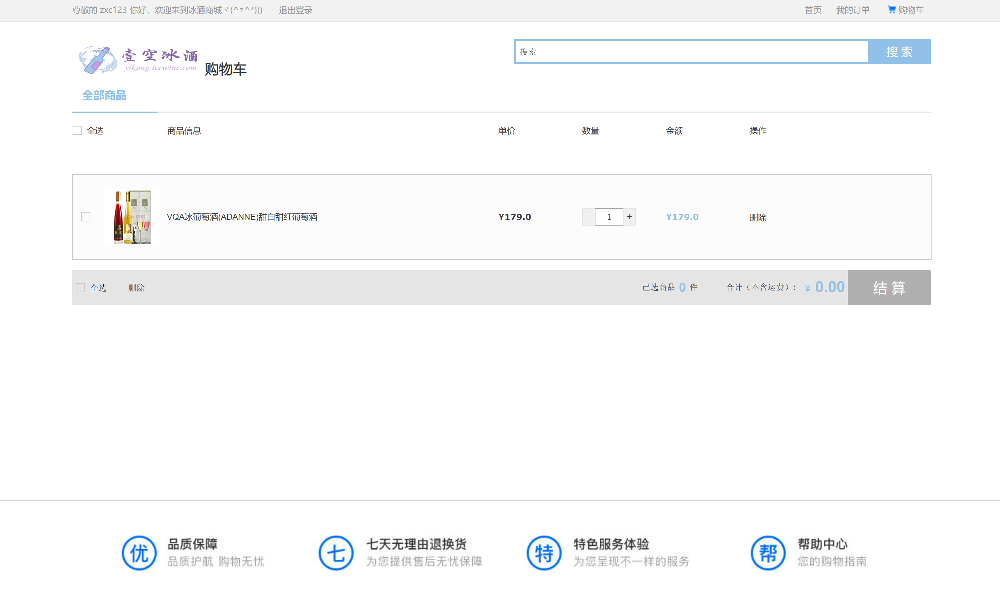 尊敬的 zxc123 你好，欢迎来到冰酒商城ヾ(^▿^*))) 退出登录 首页 我的订单 购物车
壹空冰酒
yikong.icewine.com
购物车
搜索 搜 索
全部商品
全选 商品信息 单价 数量 金额 操作
VQA冰葡萄酒(ADANNE)甜白甜红葡萄酒 ¥179.0 - 1 + ¥179.0 删除
全选 删除 已选商品 0 件 合计（不含运费）： ¥ 0.00 结 算
优 品质保障 七 七天无理由退换货 特 特色服务体验 帮 帮助中心
品质护航 购物无忧 为您提供售后无忧保障 为您呈现不一样的服务 您的购物指南